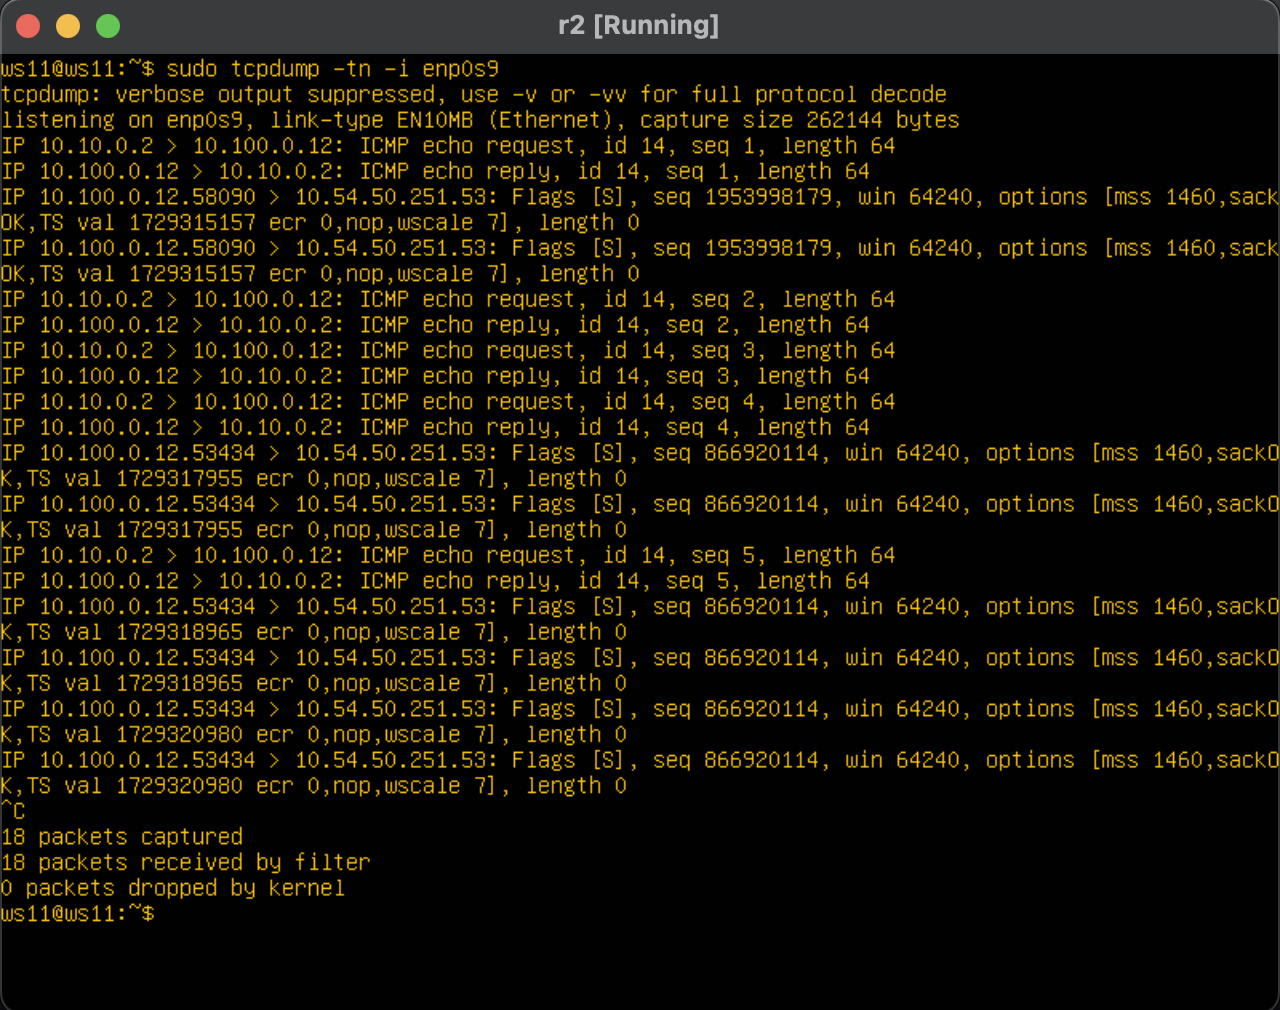 r2 [Running]
ws11@ws11:~$ sudo tcpdump -tn -i enp0s9
tcpdump: verbose output suppressed, use -v or -vv for full protocol decode
listening on enp0s9, link-type EN10MB (Ethernet), capture size 262144 bytes
IP 10.10.0.2 > 10.100.0.12: ICMP echo request, id 14, seq 1, length 64
IP 10.100.0.12 > 10.10.0.2: ICMP echo reply, id 14, seq 1, length 64
IP 10.100.0.12.58090 > 10.54.50.251.53: Flags [S], seq 1953998179, win 64240, options [mss 1460,sack
OK,TS val 1729315157 ecr 0,nop,wscale 7], length 0
IP 10.100.0.12.58090 > 10.54.50.251.53: Flags [S], seq 1953998179, win 64240, options [mss 1460,sack
OK,TS val 1729315157 ecr 0,nop,wscale 7], length 0
IP 10.10.0.2 > 10.100.0.12: ICMP echo request, id 14, seq 2, length 64
IP 10.100.0.12 > 10.10.0.2: ICMP echo reply, id 14, seq 2, length 64
IP 10.10.0.2 > 10.100.0.12: ICMP echo request, id 14, seq 3, length 64
IP 10.100.0.12 > 10.10.0.2: ICMP echo reply, id 14, seq 3, length 64
IP 10.10.0.2 > 10.100.0.12: ICMP echo request, id 14, seq 4, length 64
IP 10.100.0.12 > 10.10.0.2: ICMP echo reply, id 14, seq 4, length 64
IP 10.100.0.12.53434 > 10.54.50.251.53: Flags [S], seq 866920114, win 64240, options [mss 1460,sackO
K,TS val 1729317955 ecr 0,nop,wscale 7], length 0
IP 10.100.0.12.53434 > 10.54.50.251.53: Flags [S], seq 866920114, win 64240, options [mss 1460,sackO
K,TS val 1729317955 ecr 0,nop,wscale 7], length 0
IP 10.10.0.2 > 10.100.0.12: ICMP echo request, id 14, seq 5, length 64
IP 10.100.0.12 > 10.10.0.2: ICMP echo reply, id 14, seq 5, length 64
IP 10.100.0.12.53434 > 10.54.50.251.53: Flags [S], seq 866920114, win 64240, options [mss 1460,sackO
K,TS val 1729318965 ecr 0,nop,wscale 7], length 0
IP 10.100.0.12.53434 > 10.54.50.251.53: Flags [S], seq 866920114, win 64240, options [mss 1460,sackO
K,TS val 1729318965 ecr 0,nop,wscale 7], length 0
IP 10.100.0.12.53434 > 10.54.50.251.53: Flags [S], seq 866920114, win 64240, options [mss 1460,sackO
K,TS val 1729320980 ecr 0,nop,wscale 7], length 0
IP 10.100.0.12.53434 > 10.54.50.251.53: Flags [S], seq 866920114, win 64240, options [mss 1460,sackO
K,TS val 1729320980 ecr 0,nop,wscale 7], length 0
^C
18 packets captured
18 packets received by filter
0 packets dropped by kernel
ws11@ws11:~$